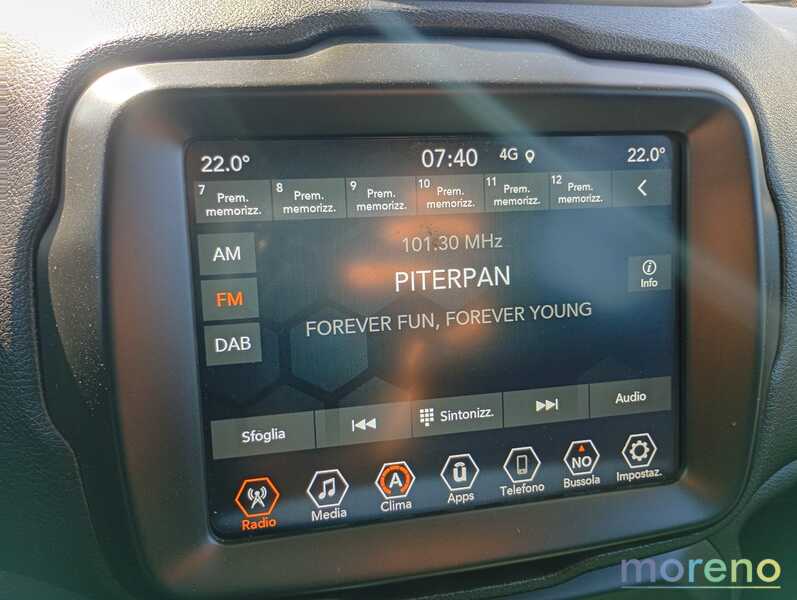 22.0° 07:40 4G 22.0°
7 Prem. memorizz. 8 Prem. memorizz. 9 Prem. memorizz. 10 Prem. memorizz. 11 Prem. memorizz. 12 Prem. memorizz.
101.30 MHz
AM
PITERPAN
Info
FM
FOREVER FUN, FOREVER YOUNG
DAB
Sfoglia Sintonizz. Audio
A û NO
Radio Media Clima Apps Telefono Bussola Impostaz.
moreno